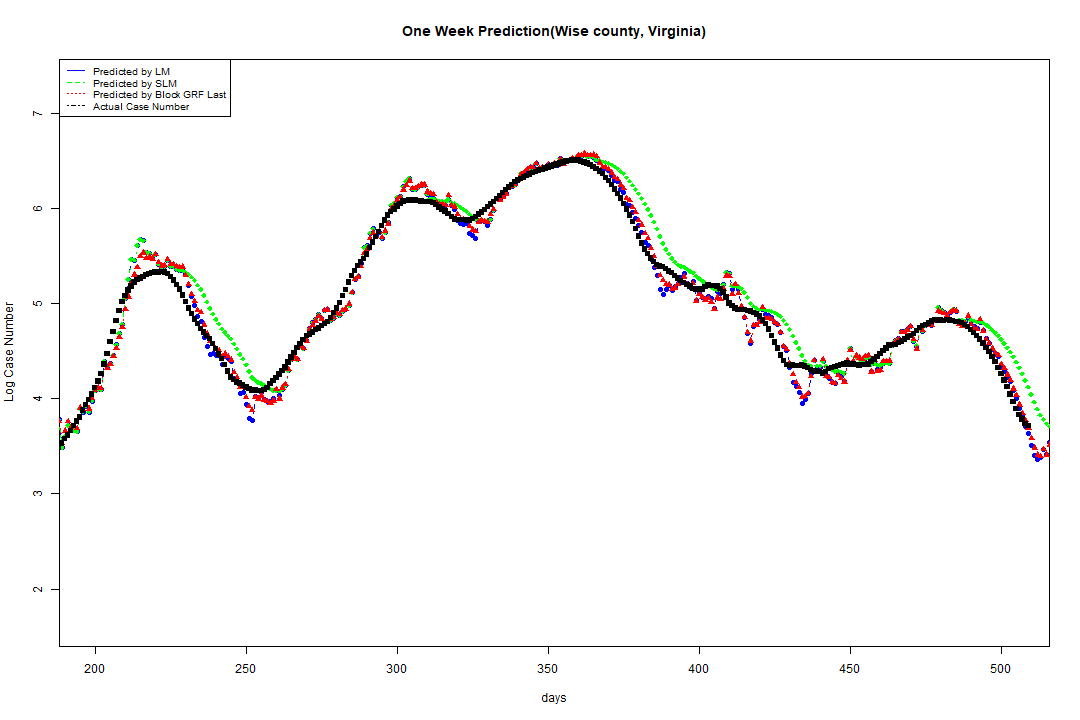 One Week Prediction(Wise county, Virginia)
Predicted by LM
Predicted by SLM
Predicted by Block GRF Last
Actual Case Number
7
6
5
4
3
2
Log Case Number
200 250 300 350 400 450 500
days